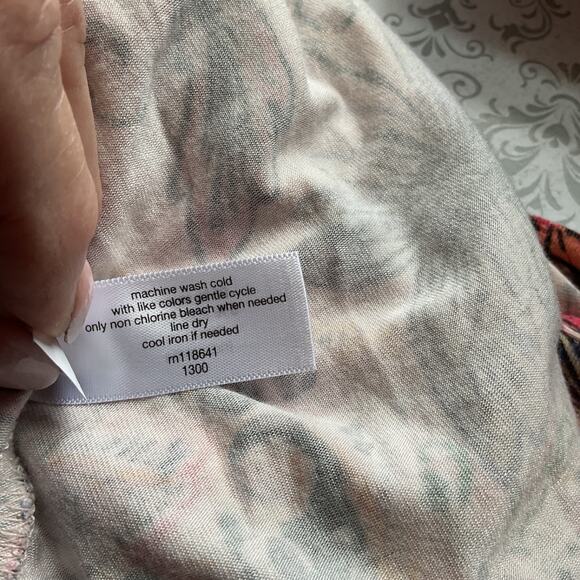 machine wash cold
with like colors gentle cycle
only non chlorine bleach when needed
line dry
cool iron if needed
rn118641
1300